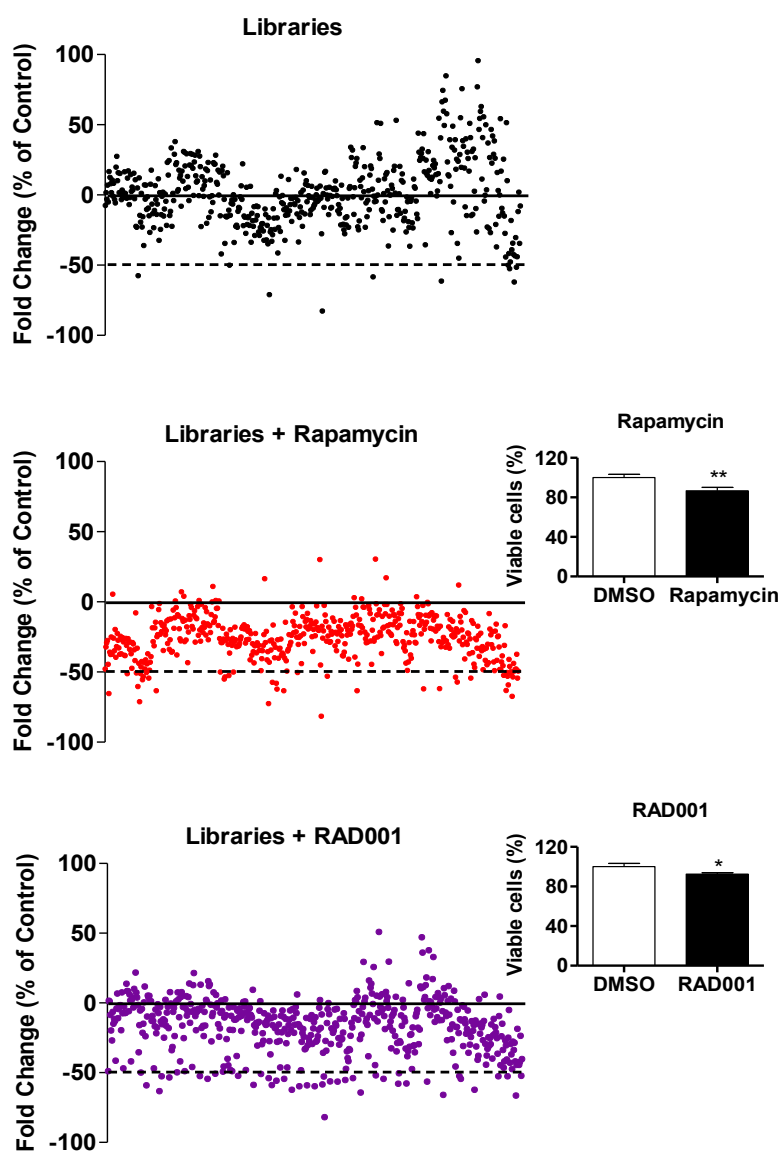 Libraries
Fold Change (% of Control)
100
50
0
-50
-100
Libraries + Rapamycin
Fold Change (% of Control)
100
50
0
-50
-100
Rapamycin
Viable cells (%)
120
80
40
0
**
DMSO Rapamycin
Libraries + RAD001
Fold Change (% of Control)
100
50
0
-50
-100
RAD001
Viable cells (%)
120
80
40
0
*
DMSO RAD001